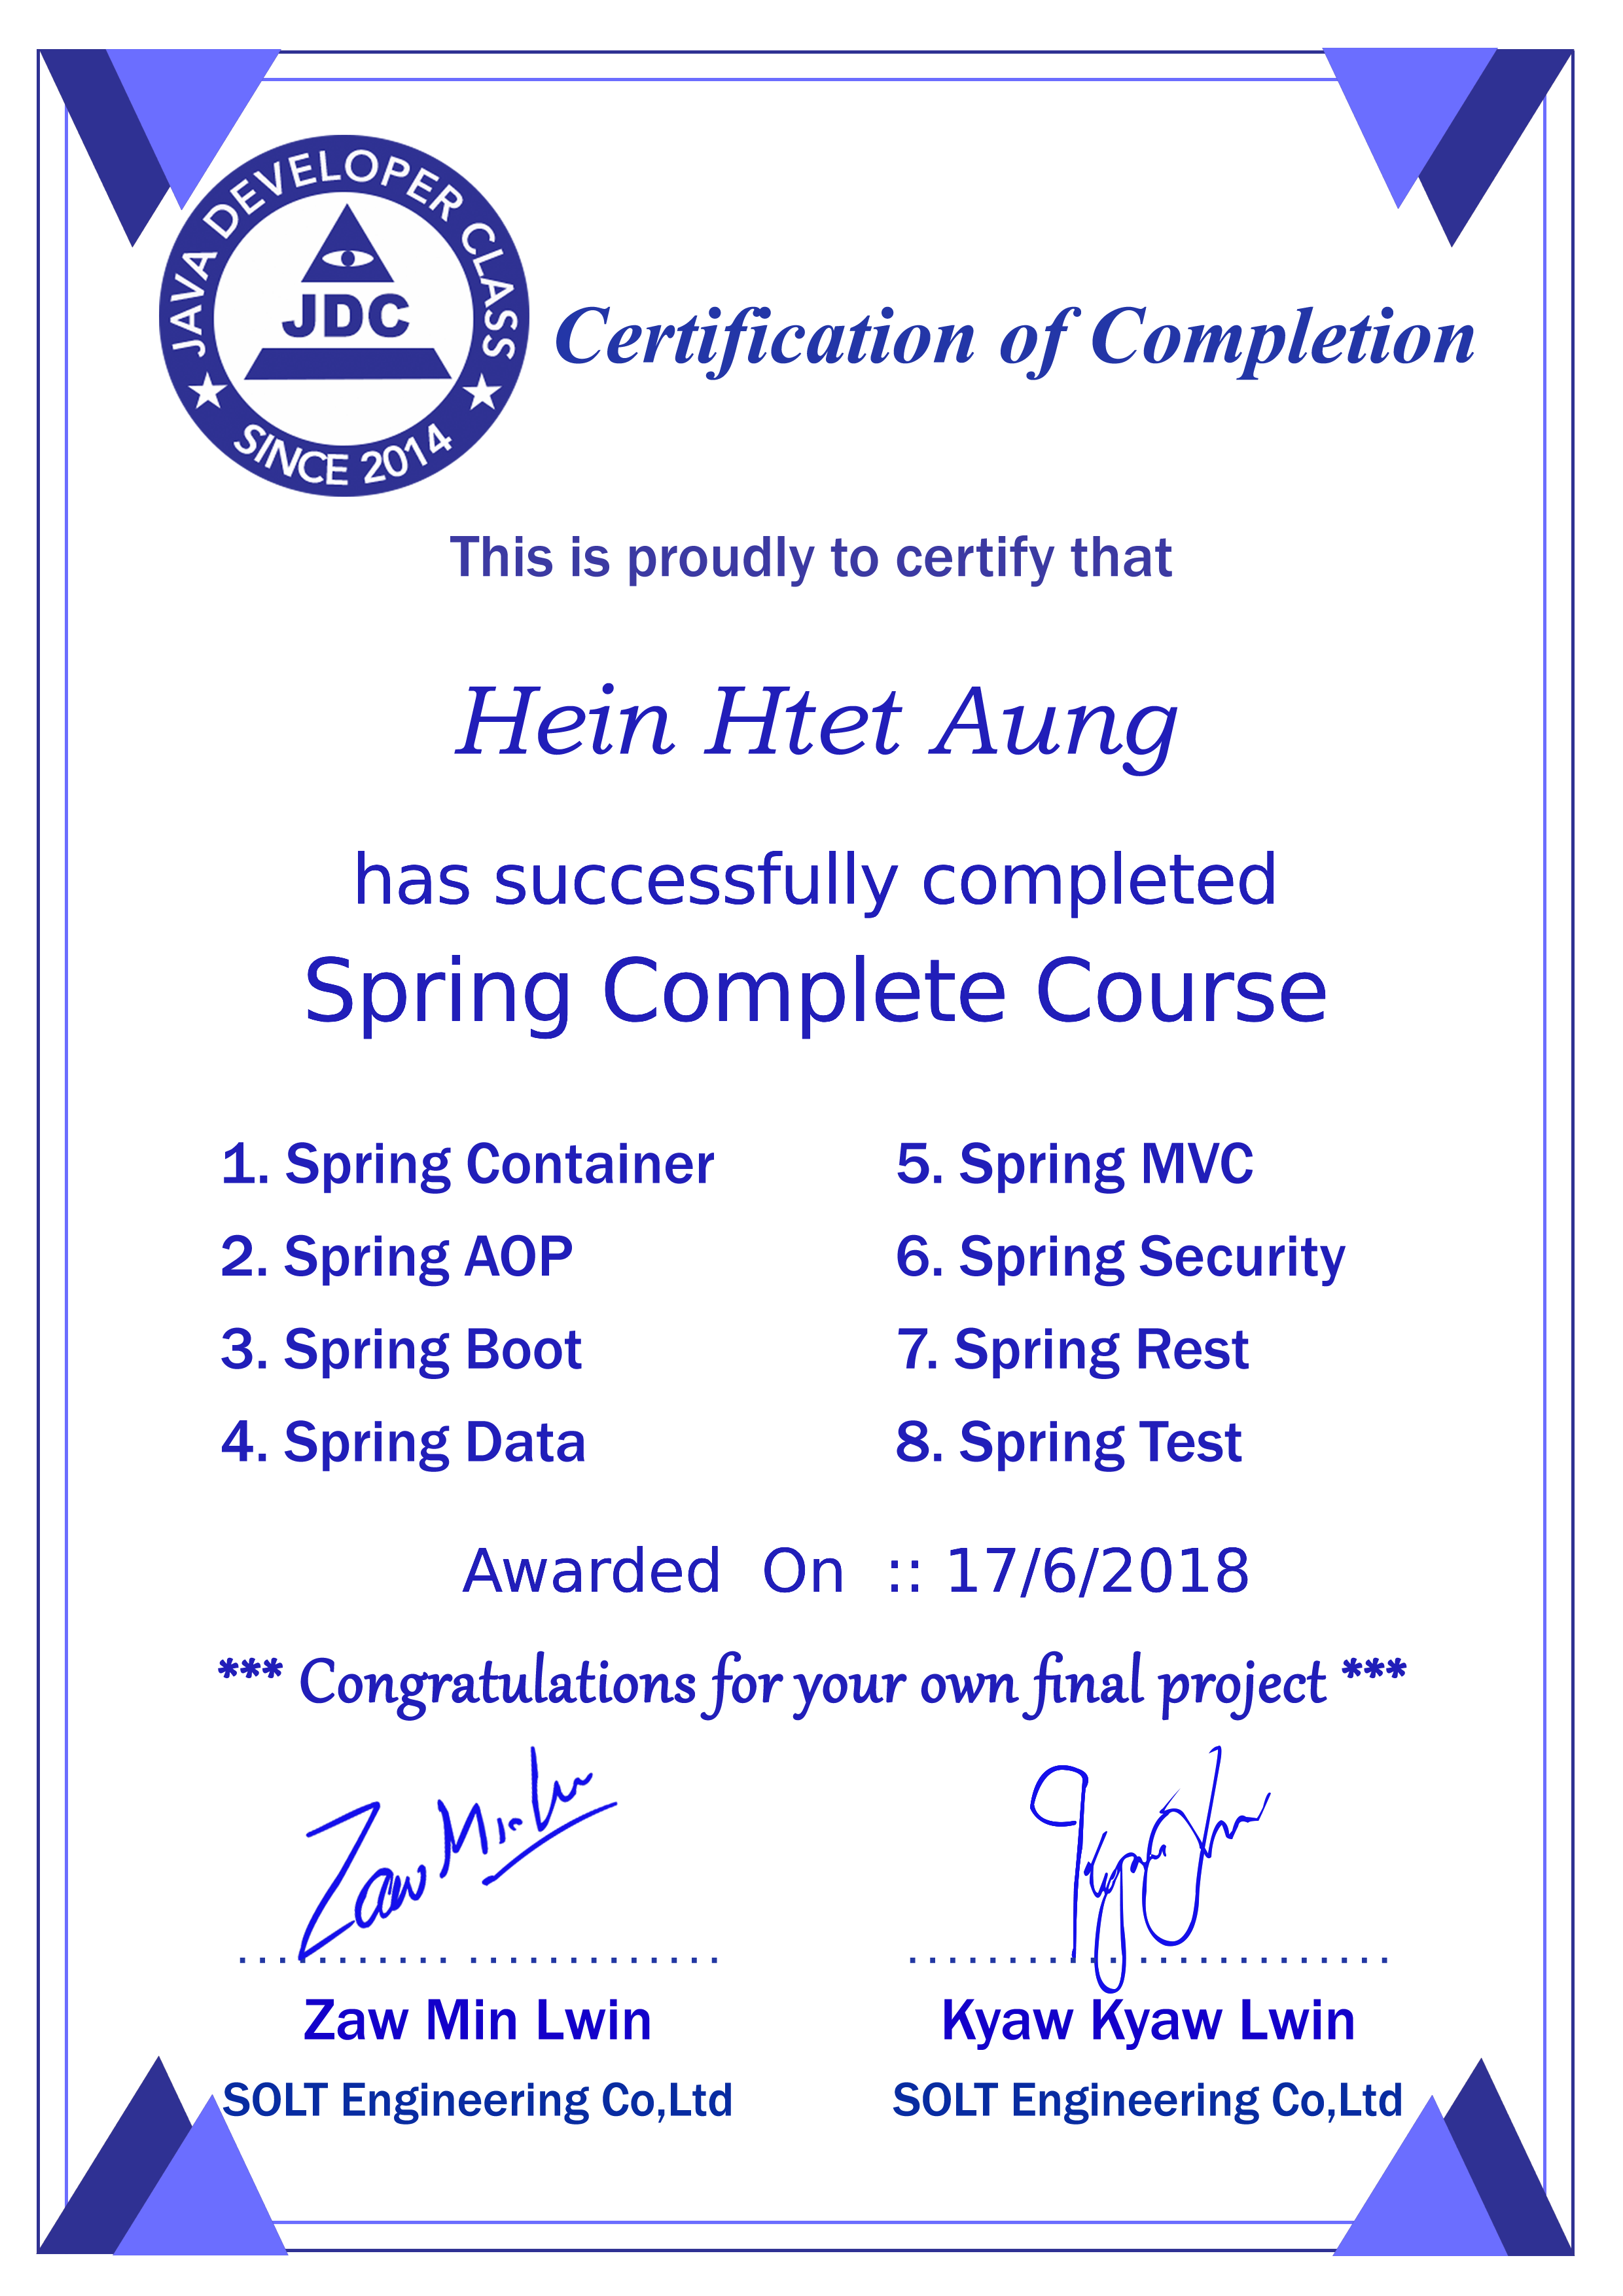 JAVA DEVELOPER CLASS
JDC
SINCE 2014
Certification of Completion
This is proudly to certify that
Hein Htet Aung
has successfully completed
Spring Complete Course
1. Spring Container
2. Spring AOP
3. Spring Boot
4. Spring Data
5. Spring MVC
6. Spring Security
7. Spring Rest
8. Spring Test
Awarded On :: 17/6/2018
*** Congratulations for your own final project ***
Zaw Min Lwin
Zaw Min Lwin
SOLT Engineering Co,Ltd
Kyaw Kyaw Lwin
SOLT Engineering Co,Ltd